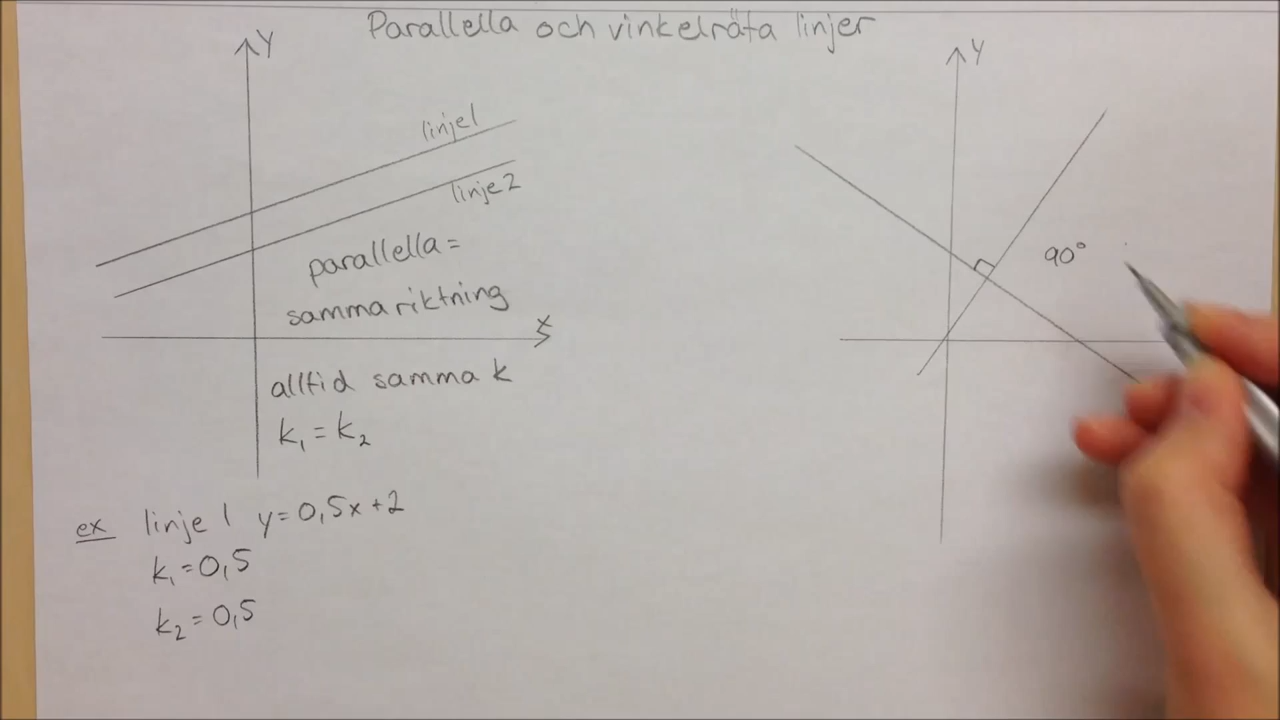 Parallella och vinkelräta linjer
y
linje1
linje2
parallella =
samma riktning
x
alltid samma k
k₁ = k₂
ex linje 1 y=0,5x+2
k₁=0,5
k₂=0,5
y
90°